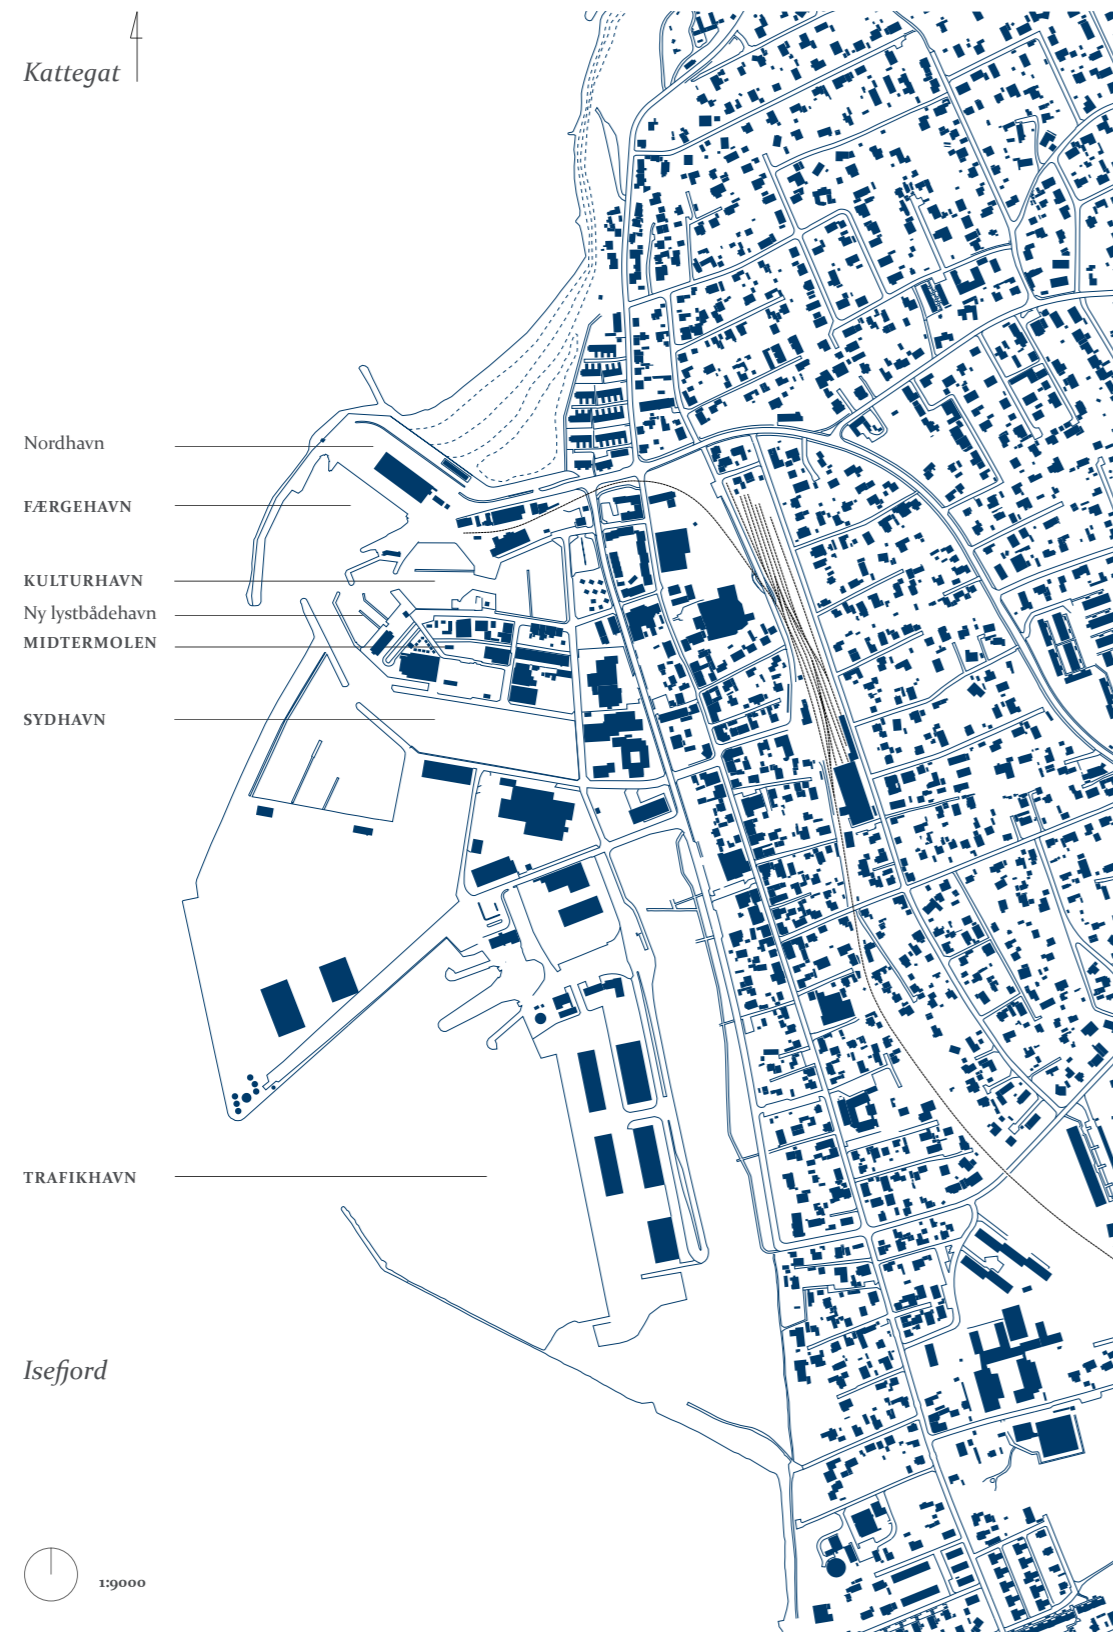 Kattegat
Nordhavn
FÆRGEHAVN
KULTURHAVN
Ny lystbådehavn
MIDTERMOLEN
SYDHAVN
TRAFIKHAVN
Isefjord
1:9000